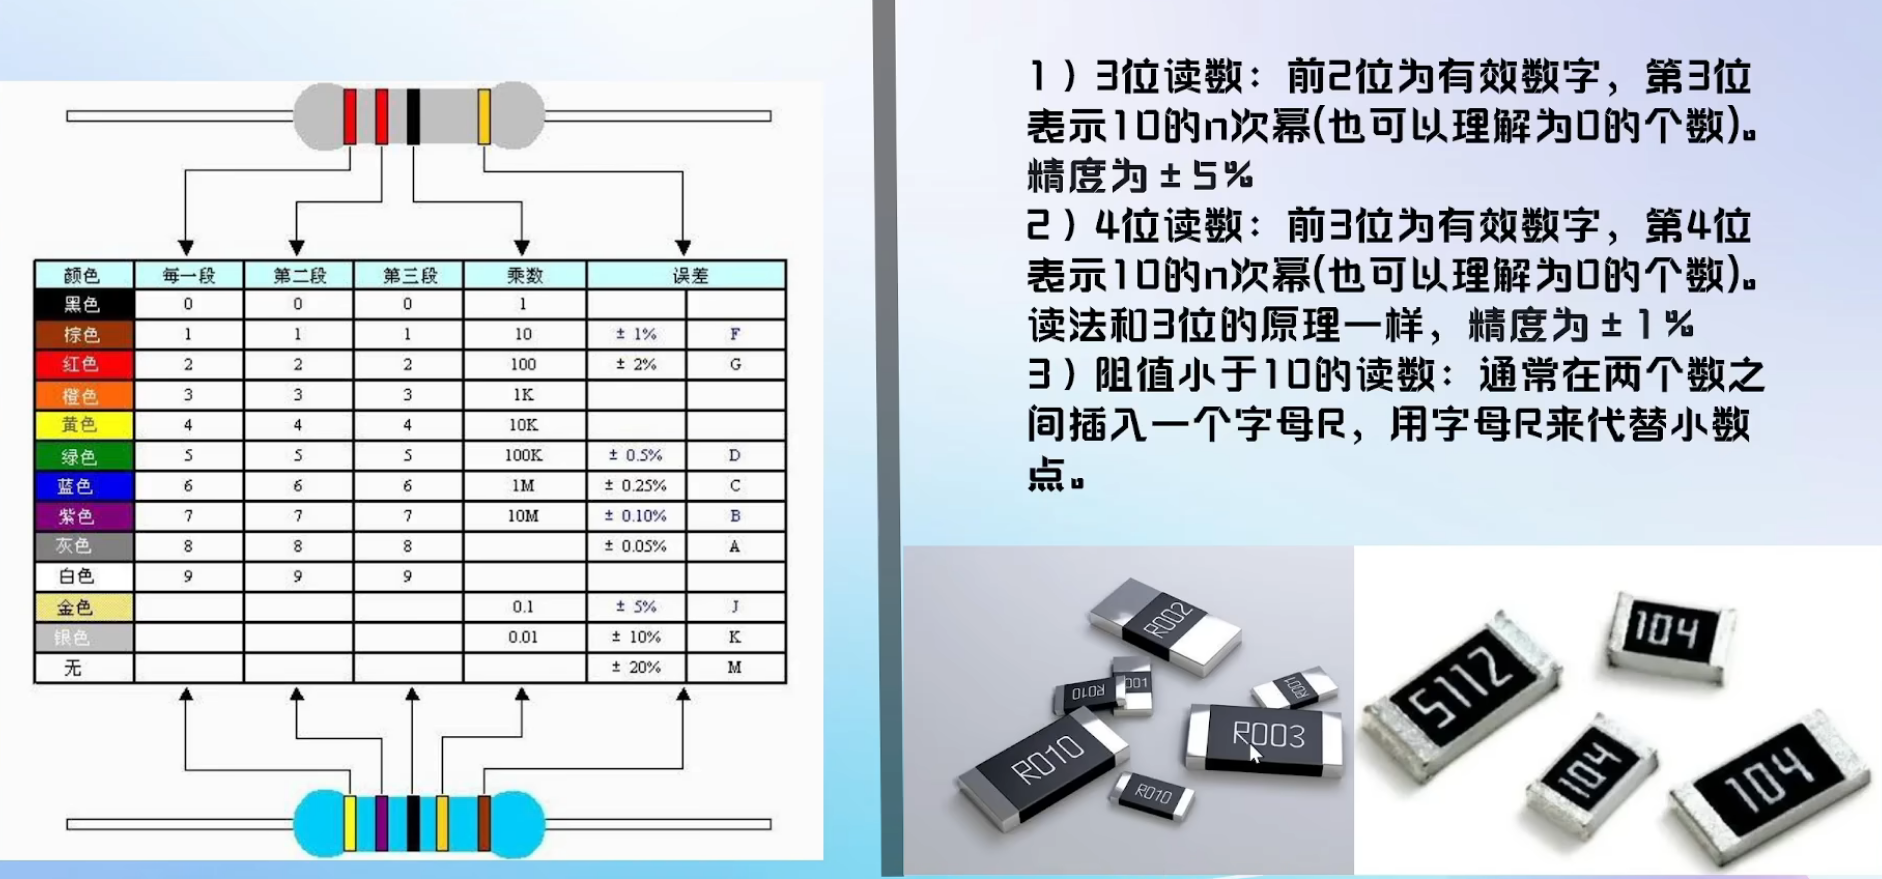 颜色 每一段 第二段 第三段 乘数 误差
黑色 0 0 0 1
棕色 1 1 1 10 ± 1% F
红色 2 2 2 100 ± 2% G
橙色 3 3 3 1K
黄色 4 4 4 10K
绿色 5 5 5 100K ± 0.5% D
蓝色 6 6 6 1M ± 0.25% C
紫色 7 7 7 10M ± 0.10% B
灰色 8 8 8 ± 0.05% A
白色 9 9 9
金色 0.1 ± 5% J
银色 0.01 ± 10% K
无 ± 20% M
1）3位读数：前2位为有效数字，第3位
表示10的n次幂(也可以理解为0的个数)。
精度为±5%
2）4位读数：前3位为有效数字，第4位
表示10的n次幂(也可以理解为0的个数)。
读法和3位的原理一样，精度为±1%
3）阻值小于10的读数：通常在两个数之
间插入一个字母R，用字母R来代替小数
点。
R002
R010
001
R001
R010
R003
R010
5112
104
104
104